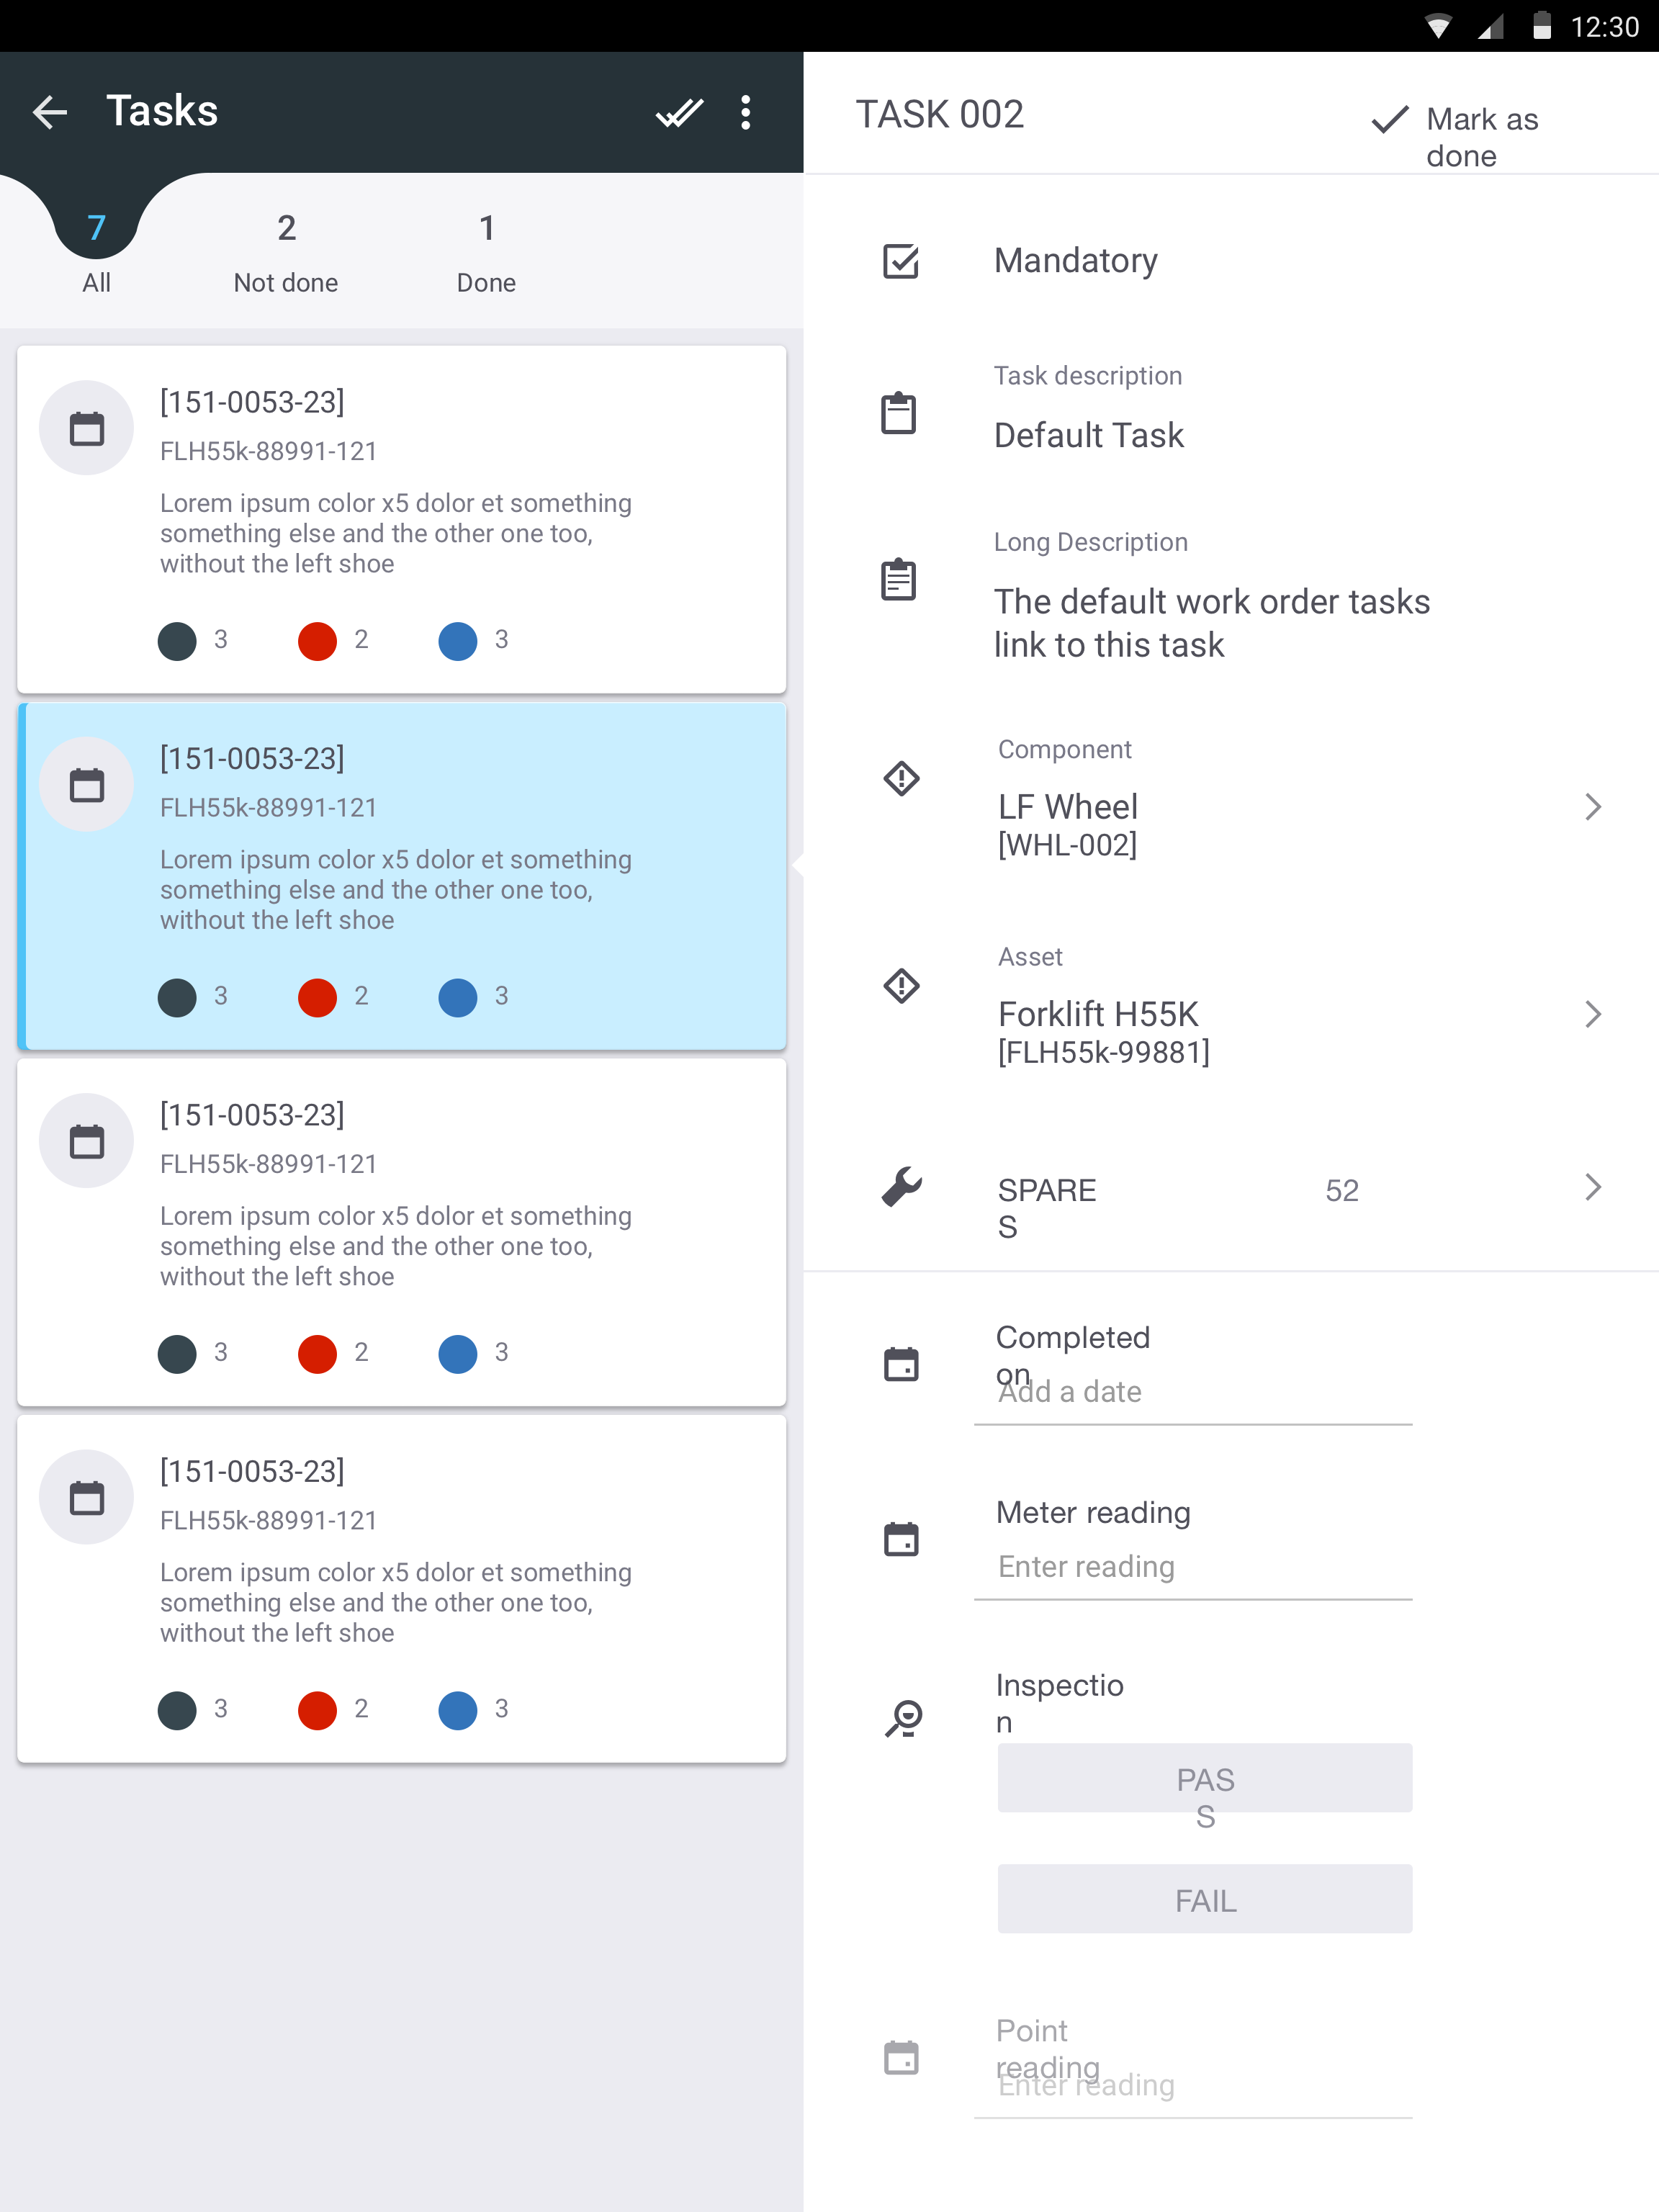 12:30
Tasks
7
2
1
All
Not done
Done
[151-0053-23]
FLH55k-88991-121
Lorem ipsum color x5 dolor et something
something else and the other one too,
without the left shoe
3
2
3
[151-0053-23]
FLH55k-88991-121
Lorem ipsum color x5 dolor et something
something else and the other one too,
without the left shoe
3
2
3
[151-0053-23]
FLH55k-88991-121
Lorem ipsum color x5 dolor et something
something else and the other one too,
without the left shoe
3
2
3
[151-0053-23]
FLH55k-88991-121
Lorem ipsum color x5 dolor et something
something else and the other one too,
without the left shoe
3
2
3
TASK 002
Mark as
done
Mandatory
Task description
Default Task
Long Description
The default work order tasks
link to this task
Component
LF Wheel
[WHL-002]
Asset
Forklift H55K
[FLH55k-99881]
SPARE
S
52
Completed
on
Add a date
Meter reading
Enter reading
Inspectio
n
PAS
S
FAIL
Point
reading
Enter reading